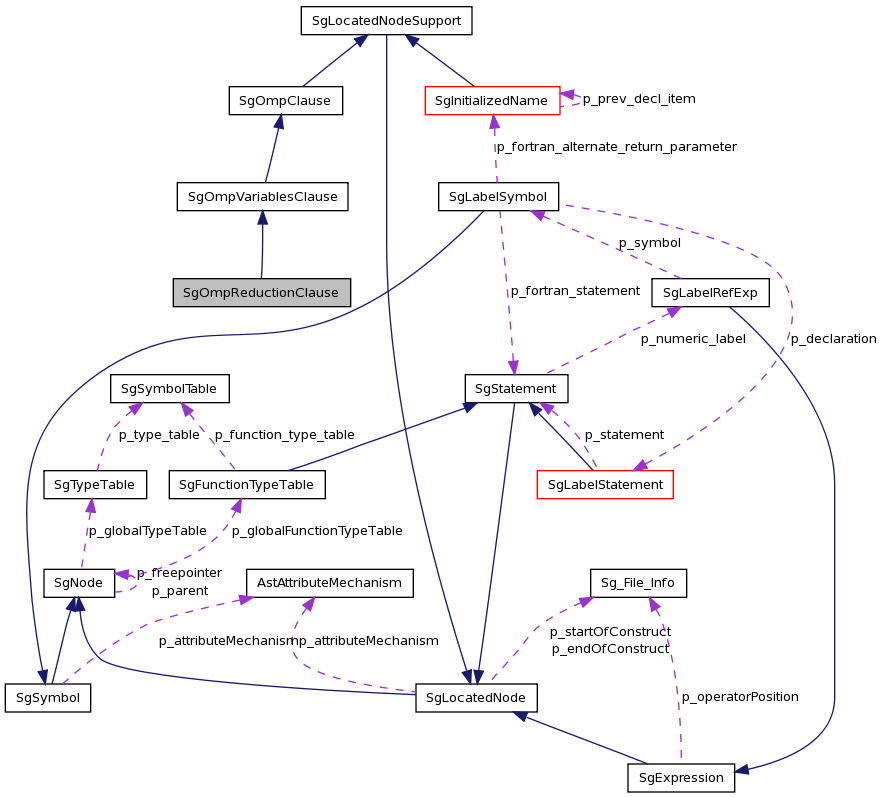 SgLocatedNodeSupport
SgOmpClause
SgInitializedName
p_prev_decl_item
p_fortran_alternate_return_parameter
SgOmpVariablesClause
SgLabelSymbol
p_symbol
SgOmpReductionClause
p_fortran_statement
SgLabelRefExp
p_numeric_label
p_declaration
SgSymbolTable
SgStatement
p_type_table
p_function_type_table
p_statement
SgTypeTable
SgFunctionTypeTable
SgLabelStatement
p_globalTypeTable
p_globalFunctionTypeTable
SgNode
p_freepointer
p_parent
AstAttributeMechanism
Sg_File_Info
p_attributeMechanism
p_attributeMechanism
p_startOfConstruct
p_endOfConstruct
SgSymbol
SgLocatedNode
p_operatorPosition
SgExpression